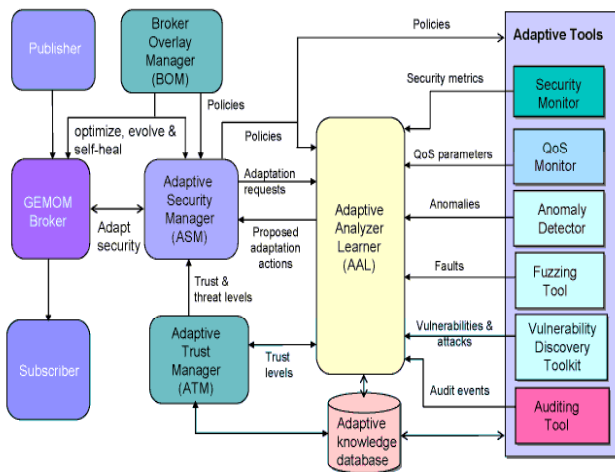 Publisher
Broker
Overlay
Manager
(BOM)
Policies
Policies
Adaptive Tools
Security metrics
Security
Monitor
optimize, evolve &
self-heal
Policies
GEMOM
Broker
Adapt
security
Adaptive
Security
Manager
(ASM)
Adaptation
requests
Proposed
adaptation
actions
Adaptive
Analyzer
Learner
(AAL)
QoS parameters
QoS
Monitor
Anomalies
Anomaly
Detector
Faults
Fuzzing
Tool
Trust &
threat levels
Subscriber
Adaptive
Trust
Manager
(ATM)
Trust
levels
Vulnerabilities &
attacks
Vulnerability
Discovery
Toolkit
Audit events
Auditing
Tool
Adaptive
knowledge
database